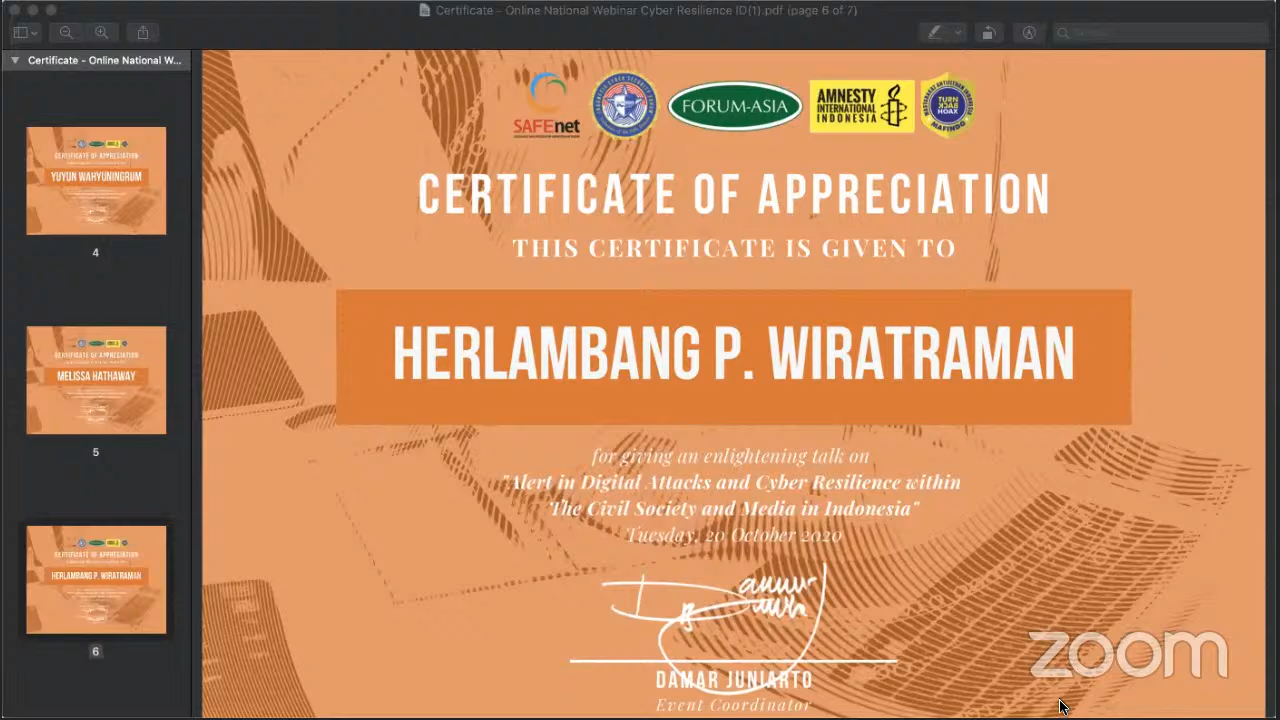 Certificate - Online National Webinar Cyber Resilience ID(1).pdf (page 6 of 7)
Search
Certificate - Online National W...
SAFEnet
FORUM-ASIA
AMNESTY
INTERNATIONAL
INDONESIA
TURN
BACK
HOAX
MAFINDO
CERTIFICATE OF APPRECIATION
THIS CERTIFICATE IS GIVEN TO
HERLAMBANG P. WIRATRAMAN
for giving an enlightening talk on
"Alert in Digital Attacks and Cyber Resilience within
The Civil Society and Media in Indonesia"
Tuesday, 20 October 2020
DAMAR JUNIARTO
Event Coordinator
zoom
CERTIFICATE OF APPRECIATION
YUYUN WAHYUNINGRUM
4
CERTIFICATE OF APPRECIATION
MELISSA HATHAWAY
5
CERTIFICATE OF APPRECIATION
HERLAMBANG P. WIRATRAMAN
6